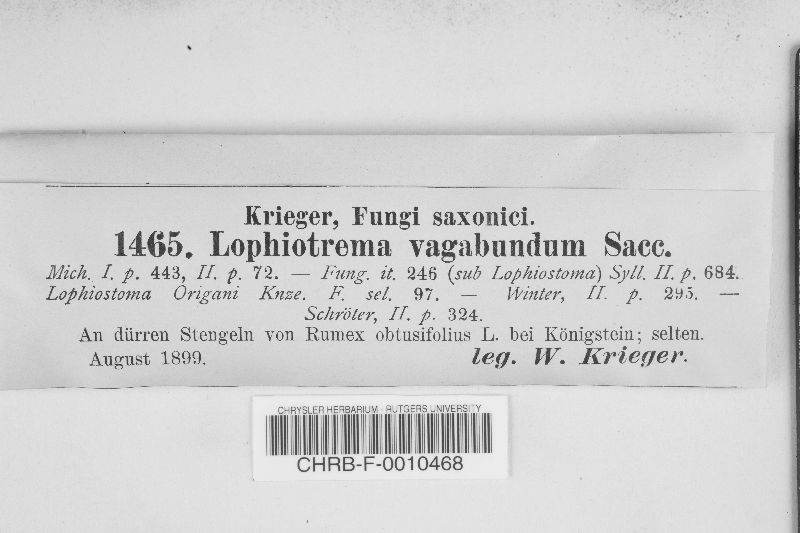 Krieger, Fungi saxonici.
1465. Lophiotrema vagabundum Sacc.
Mich. I. p. 443, II. p. 72. — Fung. it. 246 (sub Lophiostoma) Syll. II. p. 684.
Lophiostoma Origani Knze. F. sel. 97. — Winter, II. p. 295. —
Schröter, II. p. 324.
An dürren Stengeln von Rumex obtusifolius L. bei Königstein; selten.
August 1899. leg. W. Krieger.
CHRYSLER HERBARIUM - RUTGERS UNIVERSITY
CHRB-F-0010468